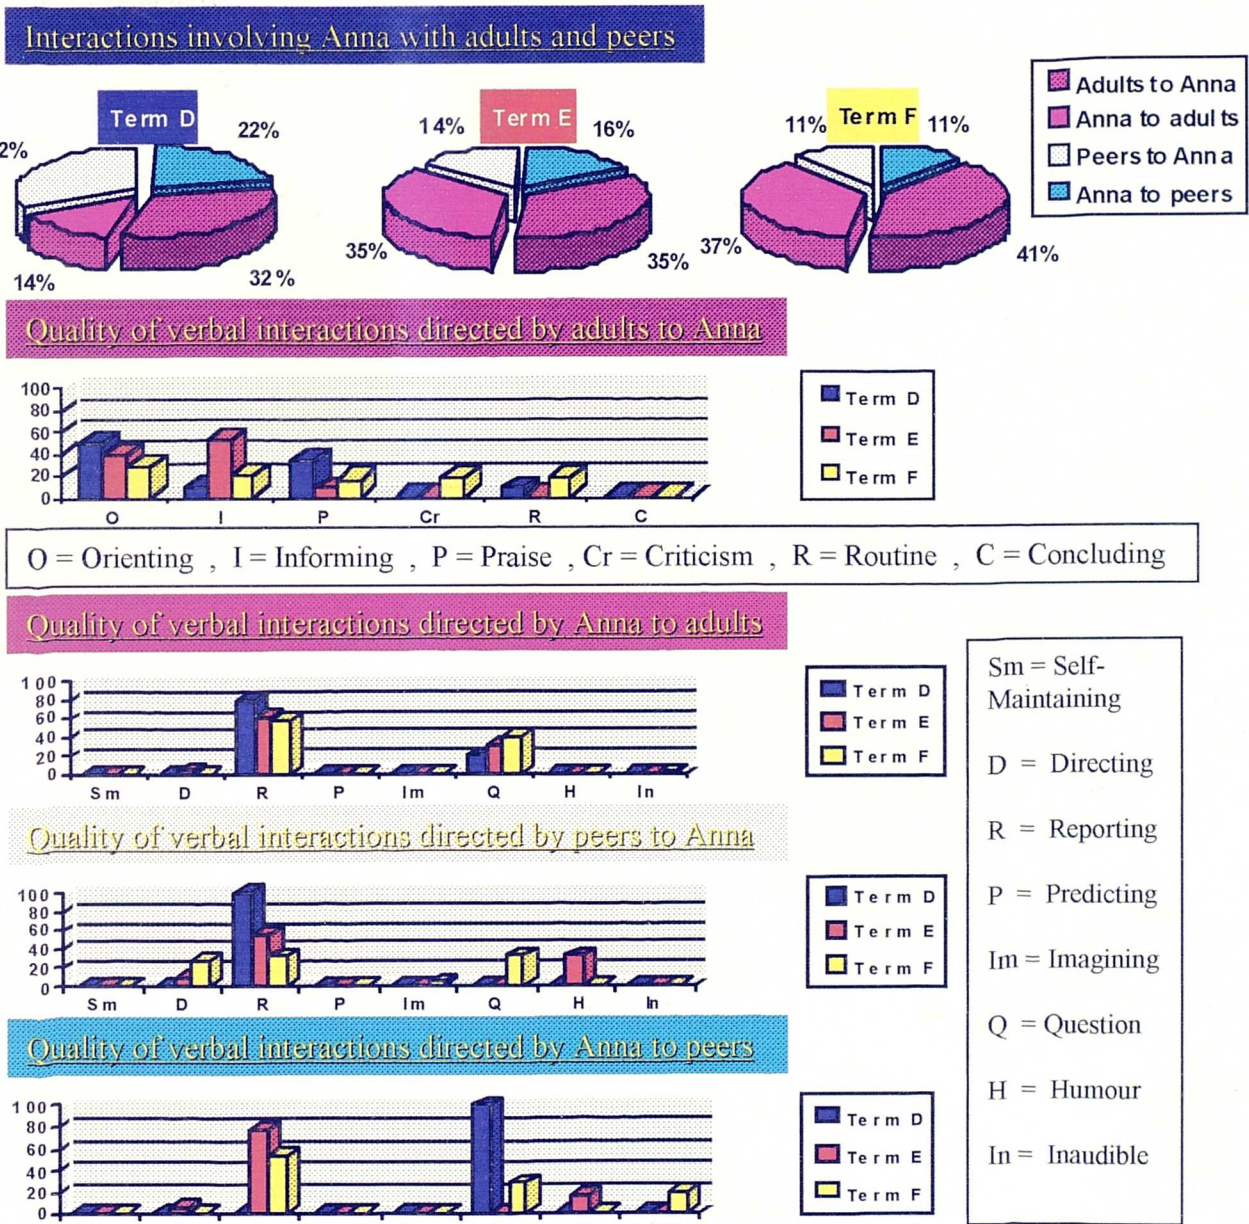 Interactions involving Anna with adults and peers
Term D
22%
2%
14%
32%
Term E
14%
16%
35%
35%
Term F
11%
11%
37%
41%
Adults to Anna
Anna to adults
Peers to Anna
Anna to peers
Quality of verbal interactions directed by adults to Anna
100
80
60
40
20
0
O I P Cr R C
Term D
Term E
Term F
O = Orienting , I = Informing , P = Praise , Cr = Criticism , R = Routine , C = Concluding
Quality of verbal interactions directed by Anna to adults
100
80
60
40
20
0
Sm D R P Im Q H In
Term D
Term E
Term F
Quality of verbal interactions directed by peers to Anna
100
80
60
40
20
0
Sm D R P Im Q H In
Term D
Term E
Term F
Quality of verbal interactions directed by Anna to peers
100
80
60
40
20
0
Term D
Term E
Term F
Sm = Self-
Maintaining
D = Directing
R = Reporting
P = Predicting
Im = Imagining
Q = Question
H = Humour
In = Inaudible